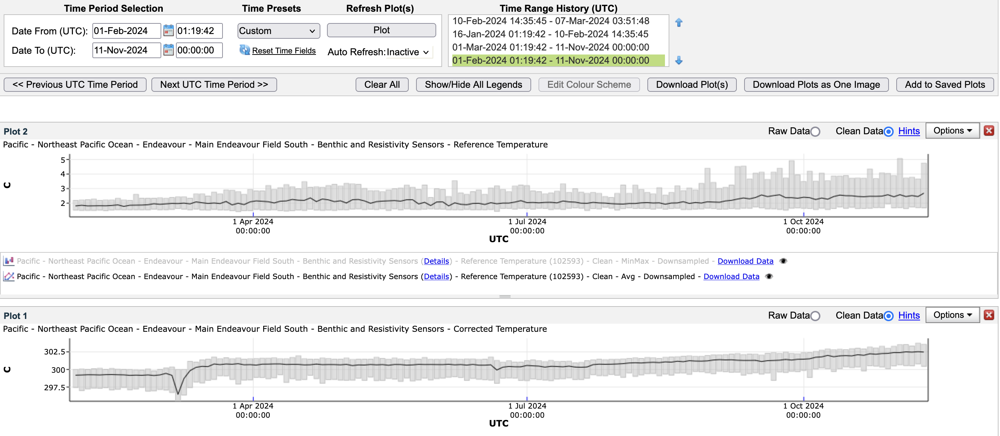 Time Period Selection Time Presets Refresh Plot(s) Time Range History (UTC)
Date From (UTC): 01-Feb-2024 01:19:42 Custom Plot
Date To (UTC): 11-Nov-2024 00:00:00 Reset Time Fields Auto Refresh: Inactive
10-Feb-2024 14:35:45 - 07-Mar-2024 03:51:48
16-Jan-2024 01:19:42 - 10-Feb-2024 14:35:45
01-Mar-2024 01:19:42 - 11-Nov-2024 00:00:00
01-Feb-2024 01:19:42 - 11-Nov-2024 00:00:00
<< Previous UTC Time Period Next UTC Time Period >> Clear All Show/Hide All Legends Edit Colour Scheme Download Plot(s) Download Plots as One Image Add to Saved Plots
Plot 2 Raw Data Clean Data Hints Options
Pacific - Northeast Pacific Ocean - Endeavour - Main Endeavour Field South - Benthic and Resistivity Sensors - Reference Temperature
5
4
3
2
C
1 Apr 2024 1 Jul 2024 1 Oct 2024
00:00:00 00:00:00 00:00:00
UTC
Pacific - Northeast Pacific Ocean - Endeavour - Main Endeavour Field South - Benthic and Resistivity Sensors (Details) - Reference Temperature (102593) - Clean - MinMax - Downsampled - Download Data
Pacific - Northeast Pacific Ocean - Endeavour - Main Endeavour Field South - Benthic and Resistivity Sensors (Details) - Reference Temperature (102593) - Clean - Avg - Downsampled - Download Data
Plot 1 Raw Data Clean Data Hints Options
Pacific - Northeast Pacific Ocean - Endeavour - Main Endeavour Field South - Benthic and Resistivity Sensors - Corrected Temperature
302.5
300
297.5
C
1 Apr 2024 1 Jul 2024 1 Oct 2024
00:00:00 00:00:00 00:00:00
UTC